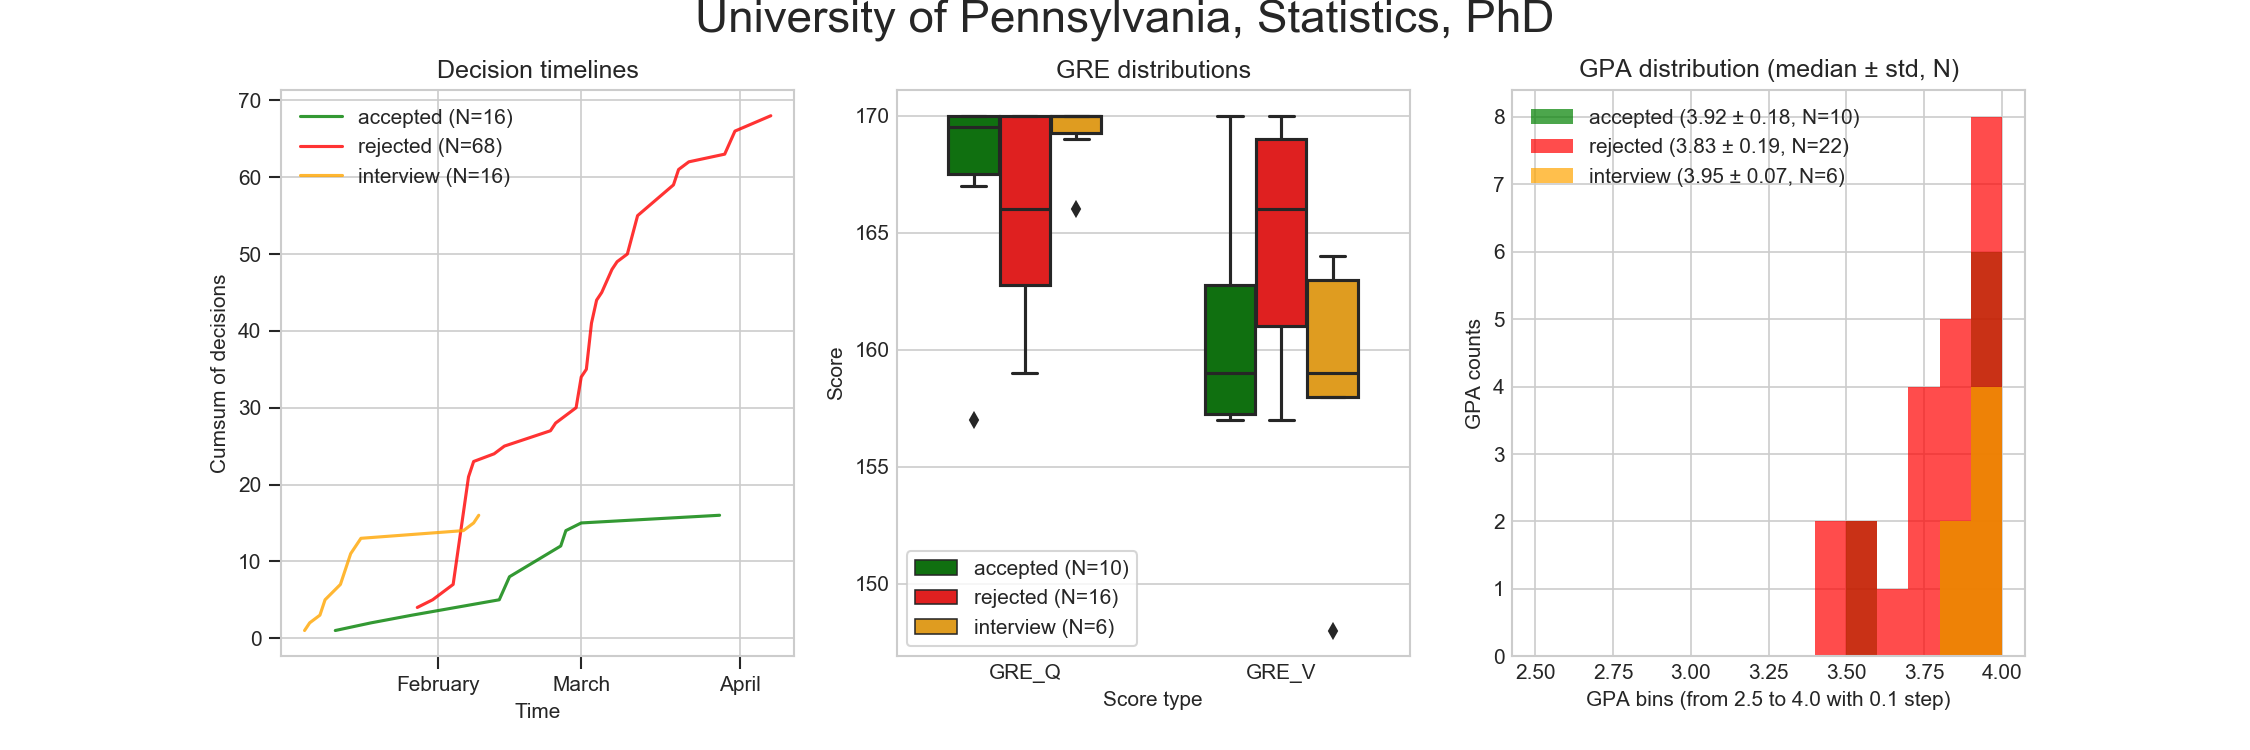 University of Pennsylvania, Statistics, PhD
Decision timelines
70
60
50
40
30
20
10
0
Cumsum of decisions
accepted (N=16)
rejected (N=68)
interview (N=16)
February
March
April
Time
GRE distributions
170
165
160
155
150
Score
accepted (N=10)
rejected (N=16)
interview (N=6)
GRE_Q
GRE_V
Score type
GPA distribution (median ± std, N)
8
7
6
5
4
3
2
1
0
GPA counts
accepted (3.92 ± 0.18, N=10)
rejected (3.83 ± 0.19, N=22)
interview (3.95 ± 0.07, N=6)
2.50
2.75
3.00
3.25
3.50
3.75
4.00
GPA bins (from 2.5 to 4.0 with 0.1 step)